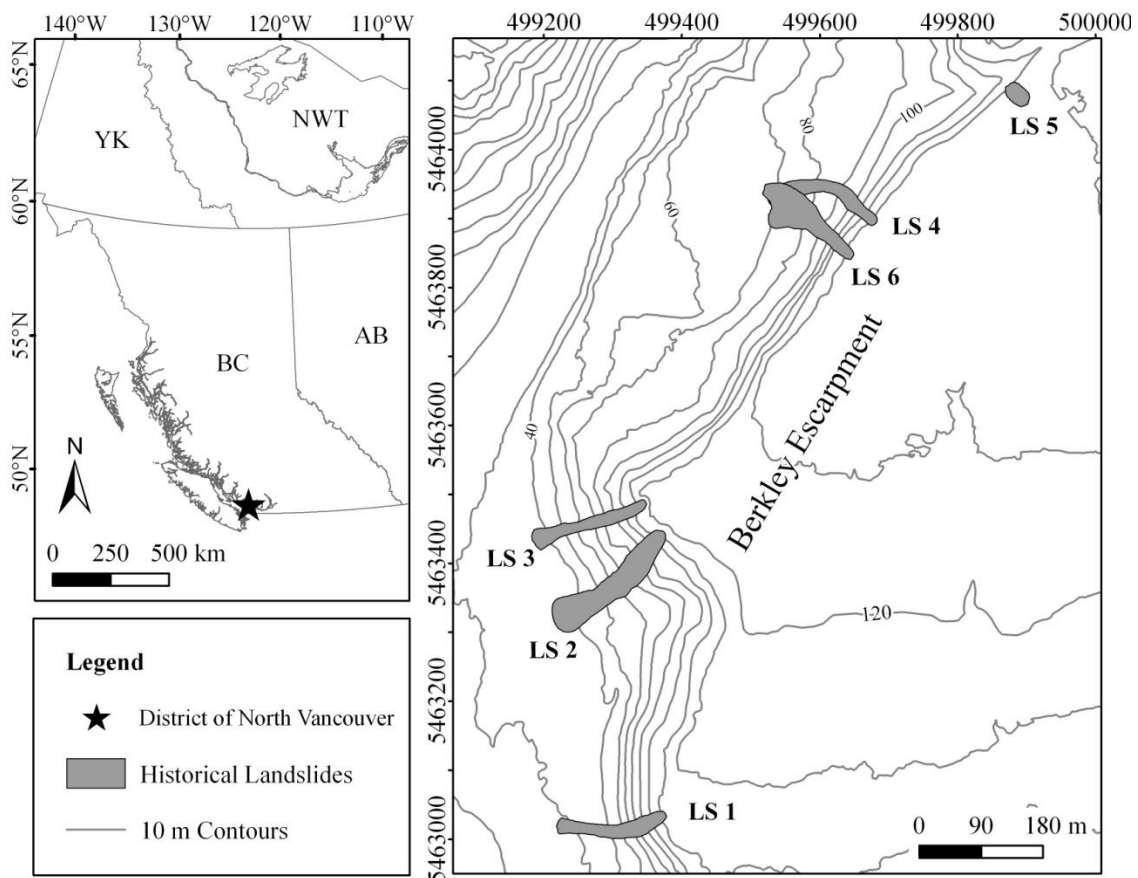 140°W 120°W 110°W
65°N
60°N
55°N
50°N
YK
NWT
BC
AB
N
0 250 500 km
Legend
District of North Vancouver
Historical Landslides
10 m Contours
499200 499400 499600 499800 500000
5464000
5463800
5463600
5463400
5463200
5463000
100
80
60
40
120
LS 5
LS 4
LS 6
Berkley Escarpment
LS 3
LS 2
LS 1
0 90 180 m